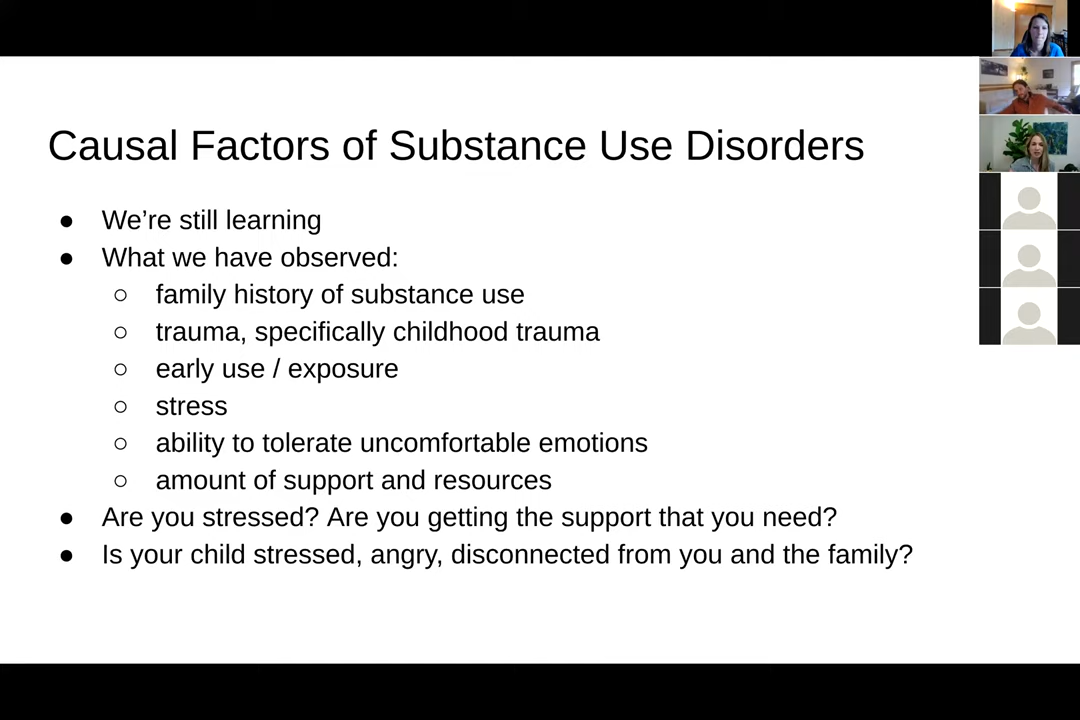 Causal Factors of Substance Use Disorders
● We’re still learning
● What we have observed:
○ family history of substance use
○ trauma, specifically childhood trauma
○ early use / exposure
○ stress
○ ability to tolerate uncomfortable emotions
○ amount of support and resources
● Are you stressed? Are you getting the support that you need?
● Is your child stressed, angry, disconnected from you and the family?